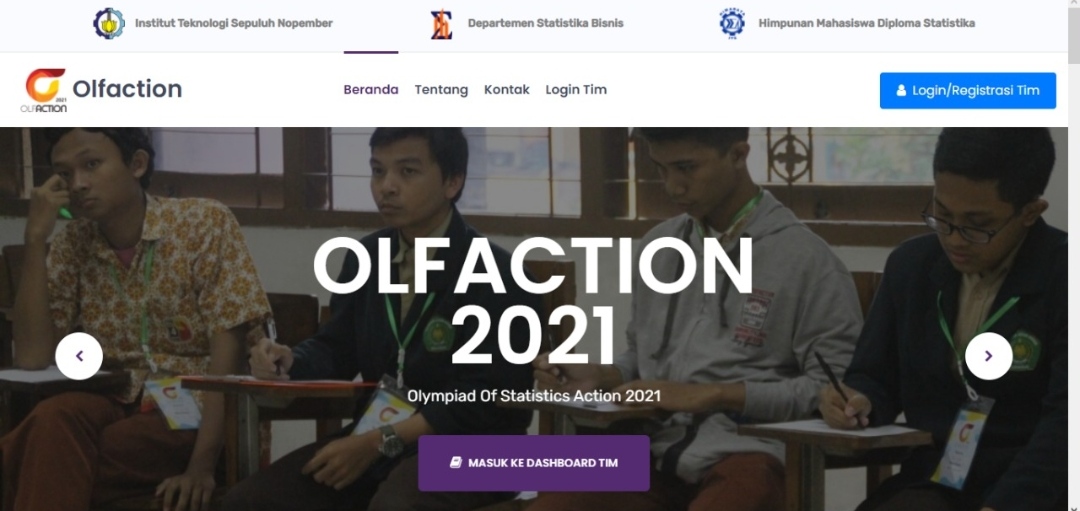 Institut Teknologi Sepuluh Nopember
Departemen Statistika Bisnis
Himpunan Mahasiswa Diploma Statistika
2021
OLFACTION
Olfaction
Beranda
Tentang
Kontak
Login Tim
Login/Registrasi Tim
OLFACTION
2021
Olympiad Of Statistics Action 2021
MASUK KE DASHBOARD TIM